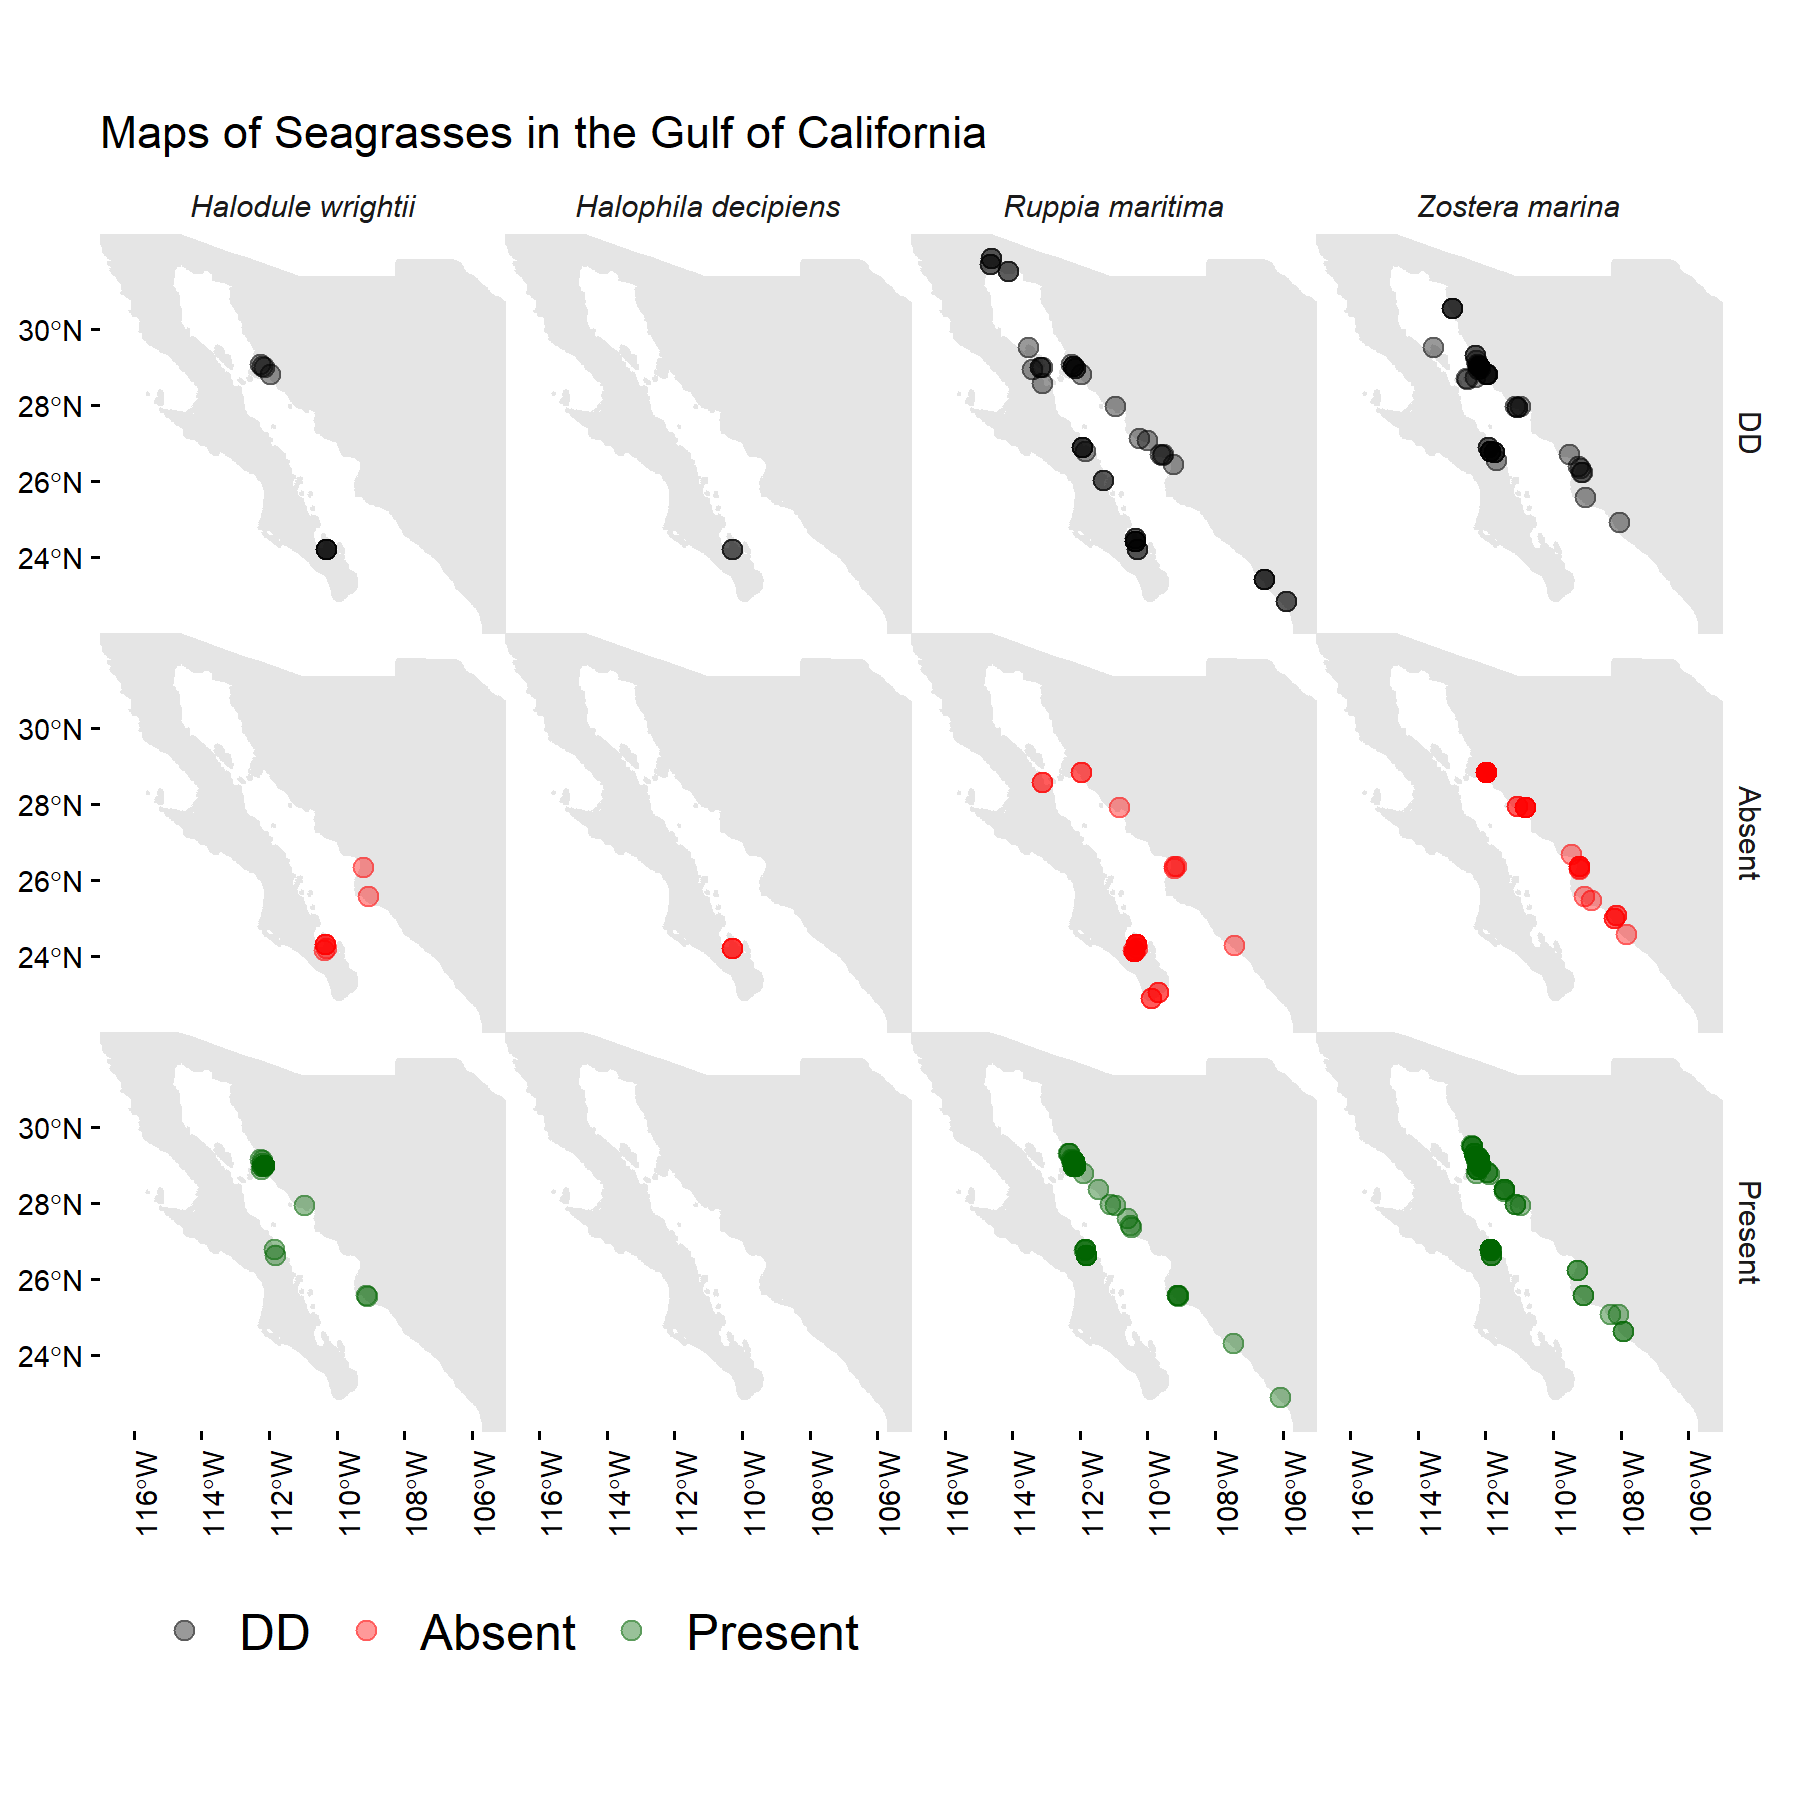 Maps of Seagrasses in the Gulf of California
Halodule wrightii Halophila decipiens Ruppia maritima Zostera marina
30°N
28°N
26°N
24°N
DD
30°N
28°N
26°N
24°N
Absent
30°N
28°N
26°N
24°N
Present
116°W 114°W 112°W 110°W 108°W 106°W 116°W 114°W 112°W 110°W 108°W 106°W 116°W 114°W 112°W 110°W 108°W 106°W 116°W 114°W 112°W 110°W 108°W 106°W
DD Absent Present